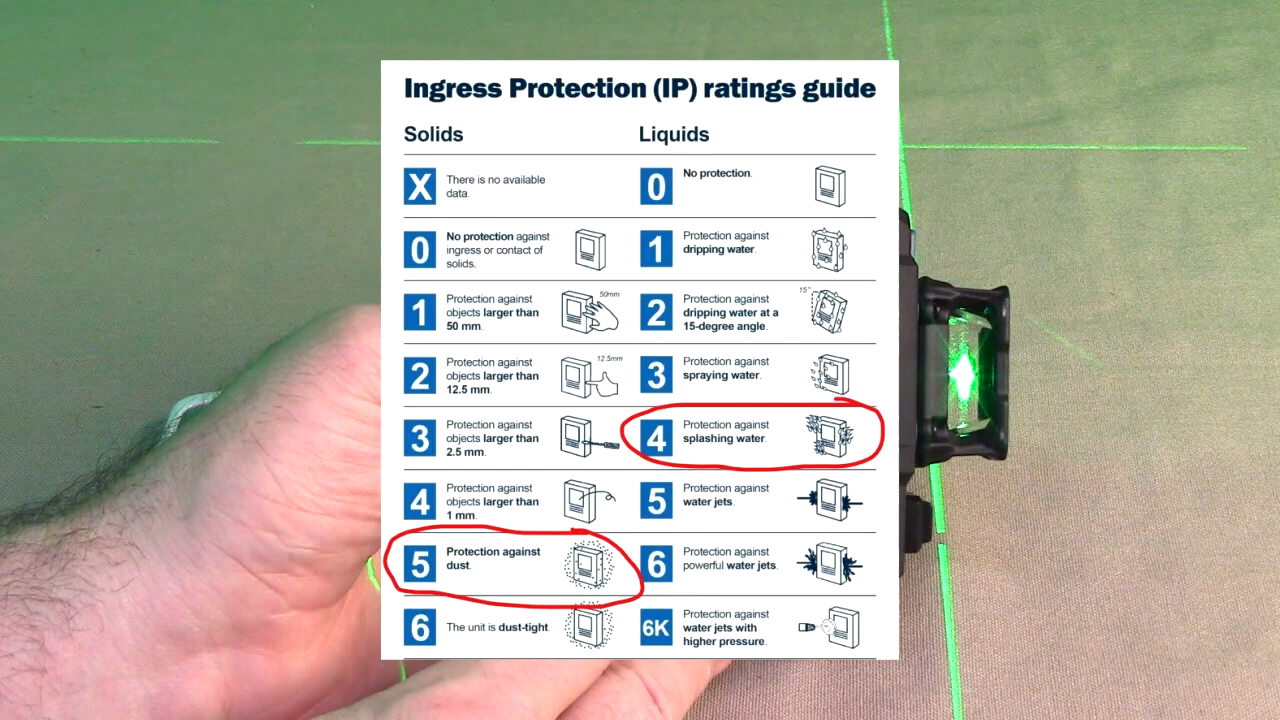 Ingress Protection (IP) ratings guide
Solids
Liquids
X
There is no available
data.
0
No protection.
0
No protection against
ingress or contact of
solids.
1
Protection against
dripping water.
1
Protection against
objects larger than
50 mm.
50mm
2
Protection against
dripping water at a
15-degree angle.
15°
2
Protection against
objects larger than
12.5 mm.
12.5mm
3
Protection against
spraying water.
3
Protection against
objects larger than
2.5 mm.
4
Protection against
splashing water.
4
Protection against
objects larger than
1 mm.
5
Protection against
water jets.
5
Protection against
dust.
6
Protection against
powerful water jets.
6
The unit is dust-tight.
6K
Protection against
water jets with
higher pressure.